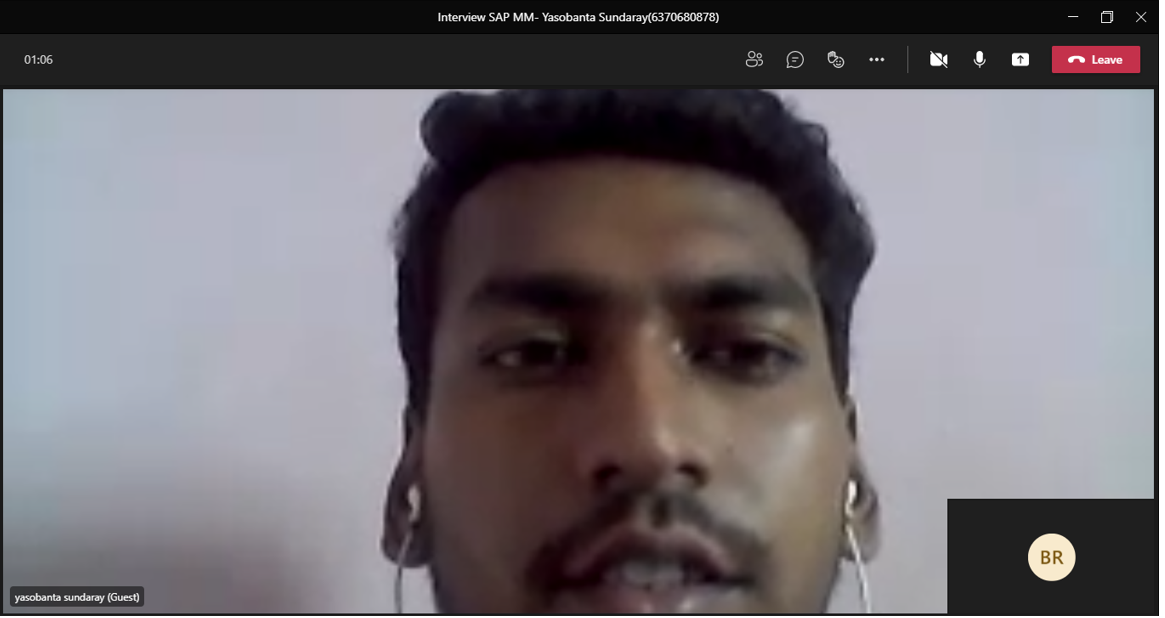 Interview SAP MM- Yasobanta Sundaray(6370680878)
01:06
Leave
BR
yasobanta sundaray (Guest)